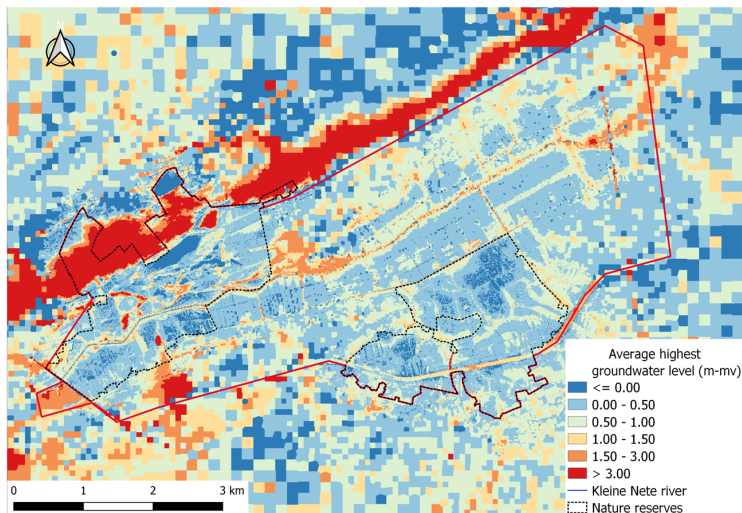 N
Average highest
groundwater level (m-mv)
<= 0.00
0.00 - 0.50
0.50 - 1.00
1.00 - 1.50
1.50 - 3.00
> 3.00
Kleine Nete river
Nature reserves
0 1 2 3 km